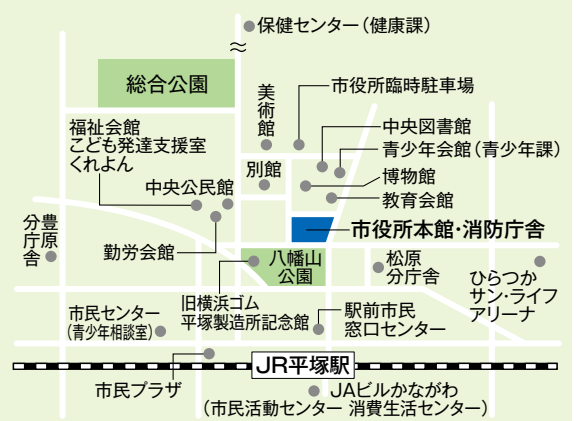 保健センター(健康課)
総合公園
市役所臨時駐車場
美術館
福祉会館
こども発達支援室
くれよん
中央図書館
青少年会館(青少年課)
別館
博物館
中央公民館
教育会館
豊原
分庁舎
市役所本館・消防庁舎
勤労会館
八幡山
公園
松原
分庁舎
ひらつか
サン・ライフ
アリーナ
旧横浜ゴム
平塚製造所記念館
市民センター
(青少年相談室)
駅前市民
窓口センター
JR平塚駅
市民プラザ
JAビルかながわ
(市民活動センター 消費生活センター)